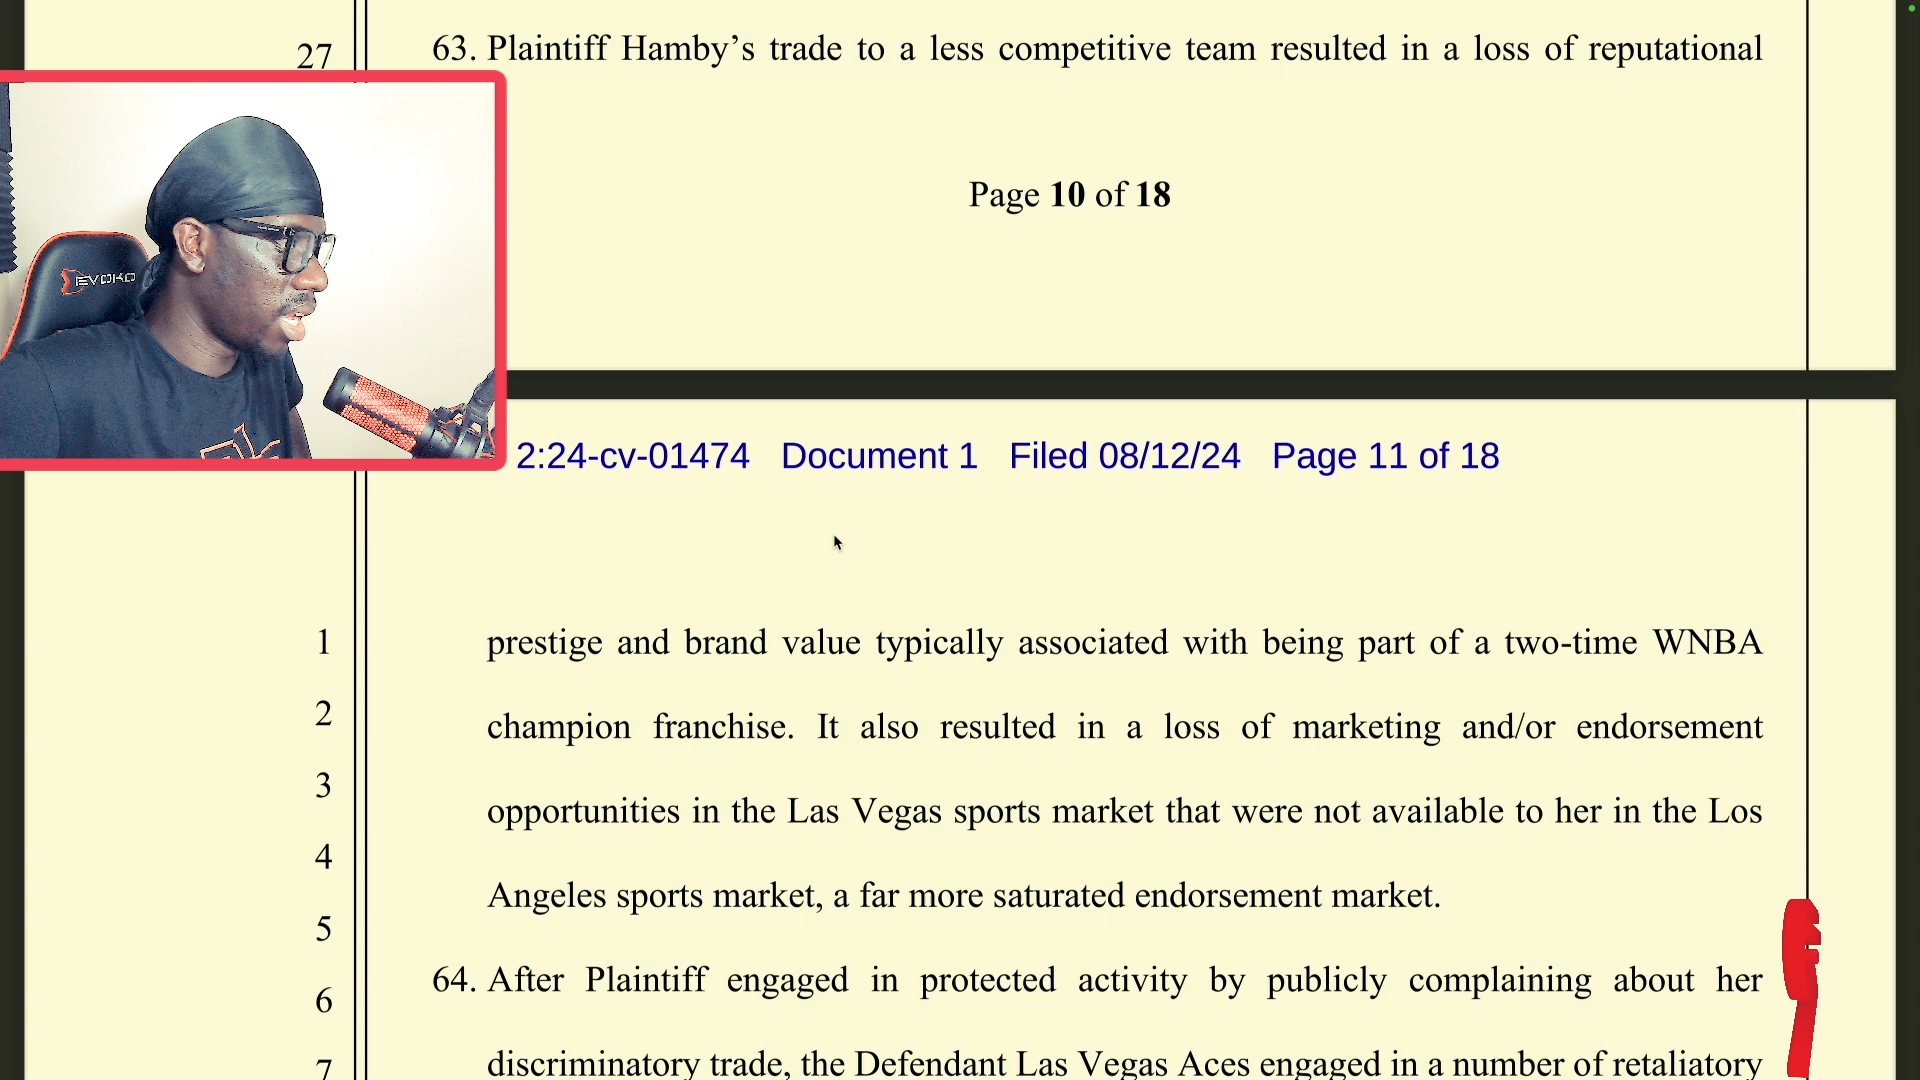 27
63. Plaintiff Hamby’s trade to a less competitive team resulted in a loss of reputational
Page 10 of 18
EVOKO
2:24-cv-01474 Document 1 Filed 08/12/24 Page 11 of 18
1
prestige and brand value typically associated with being part of a two-time WNBA
2
champion franchise. It also resulted in a loss of marketing and/or endorsement
3
opportunities in the Las Vegas sports market that were not available to her in the Los
4
Angeles sports market, a far more saturated endorsement market.
5
64. After Plaintiff engaged in protected activity by publicly complaining about her
6
discriminatory trade, the Defendant Las Vegas Aces engaged in a number of retaliatory
7